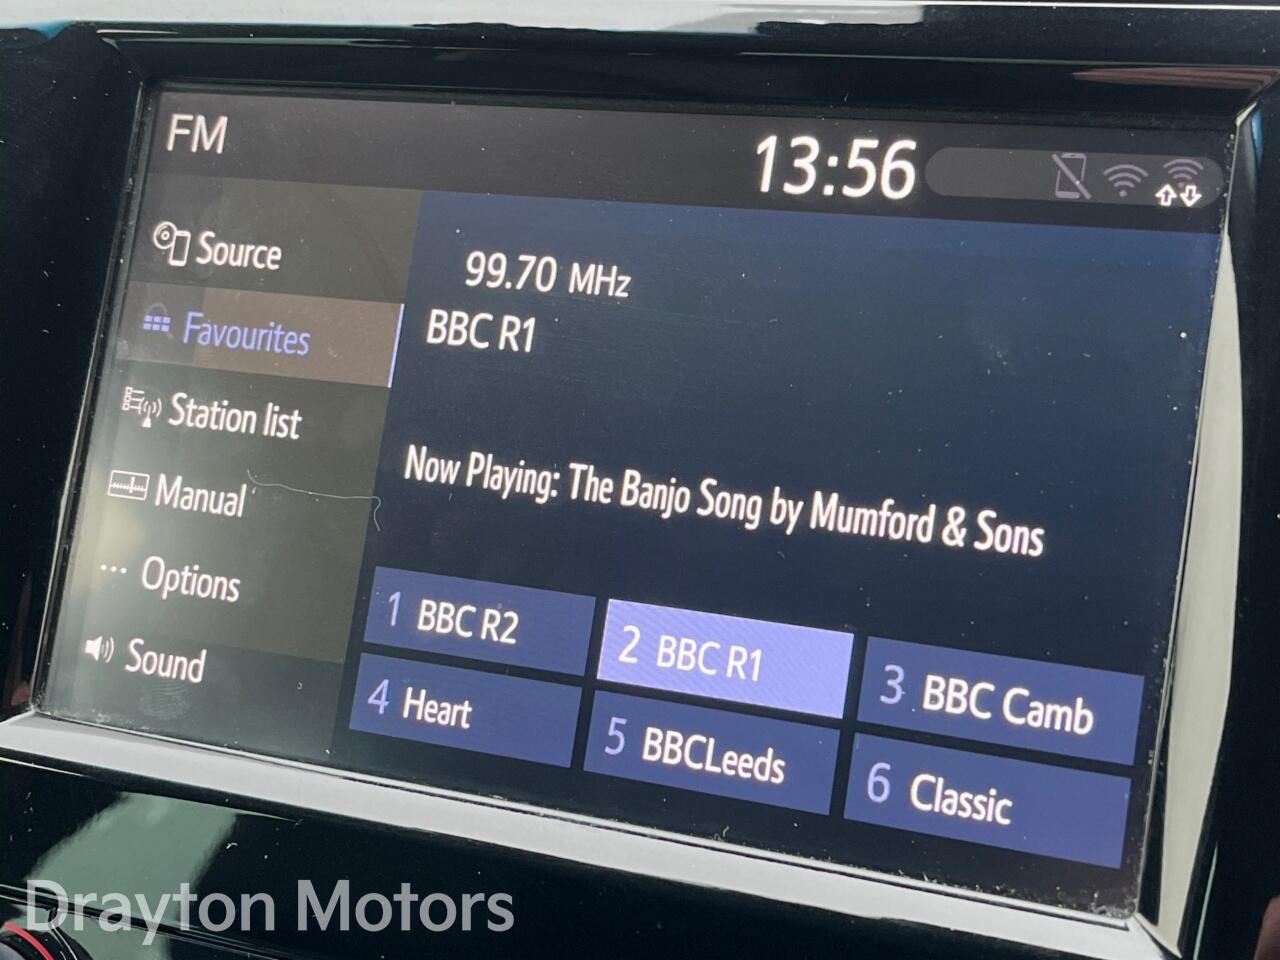 FM
13:56
Source
Favourites
Station list
Manual
Options
Sound
99.70 MHz
BBC R1
Now Playing: The Banjo Song by Mumford & Sons
1 BBC R2
2 BBC R1
3 BBC Camb
4 Heart
5 BBCLeeds
6 Classic
Drayton Motors